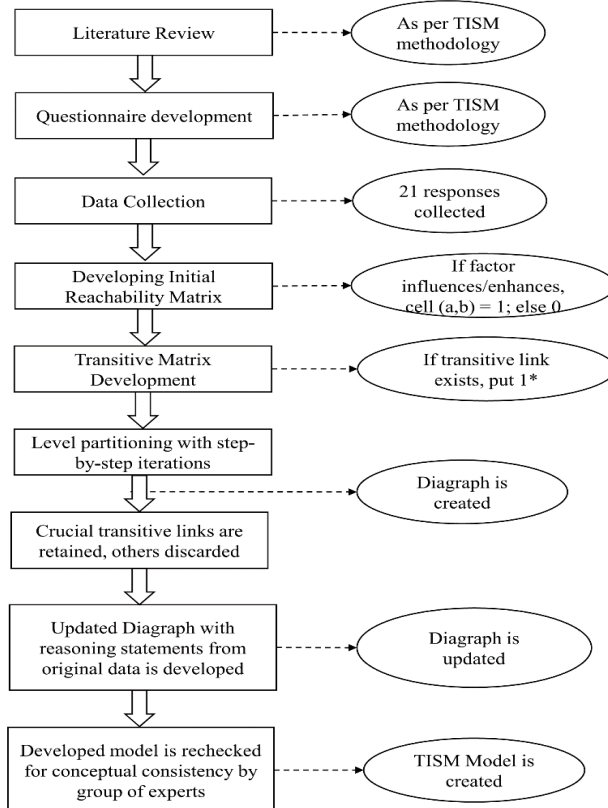 Literature Review
As per TISM
methodology
Questionnaire development
As per TISM
methodology
Data Collection
21 responses
collected
Developing Initial
Reachability Matrix
If factor
influences/enhances,
cell (a,b) = 1; else 0
Transitive Matrix
Development
If transitive link
exists, put 1*
Level partitioning with step-
by-step iterations
Diagraph is
created
Crucial transitive links are
retained, others discarded
Updated Diagraph with
reasoning statements from
original data is developed
Diagraph is
updated
Developed model is rechecked
for conceptual consistency by
group of experts
TISM Model is
created